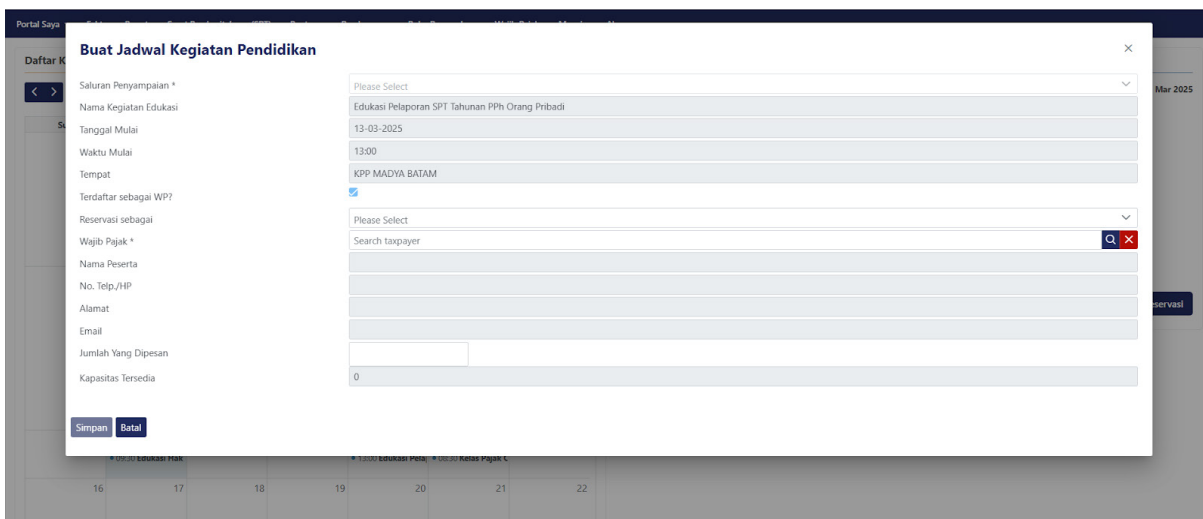 Portal Saya
Daftar K
Mar 2025
Su
Buat Jadwal Kegiatan Pendidikan
Saluran Penyampaian *
Please Select
Nama Kegiatan Edukasi
Edukasi Pelaporan SPT Tahunan PPh Orang Pribadi
Tanggal Mulai
13-03-2025
Waktu Mulai
13:00
Tempat
KPP MADYA BATAM
Terdaftar sebagai WP?
Reservasi sebagai
Please Select
Wajib Pajak *
Search taxpayer
Nama Peserta
No. Telp./HP
Alamat
Email
Jumlah Yang Dipesan
Kapasitas Tersedia
0
Simpan Batal
eservasi
• 09:30 Edukasi Hak
• 13:00 Edukasi Pela • 00:30 Kelas Pajak C
16 17 18 19 20 21 22